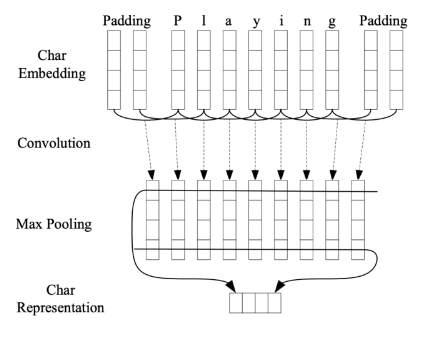 Padding P l a y i n g Padding
Char
Embedding
Convolution
Max Pooling
Char
Representation